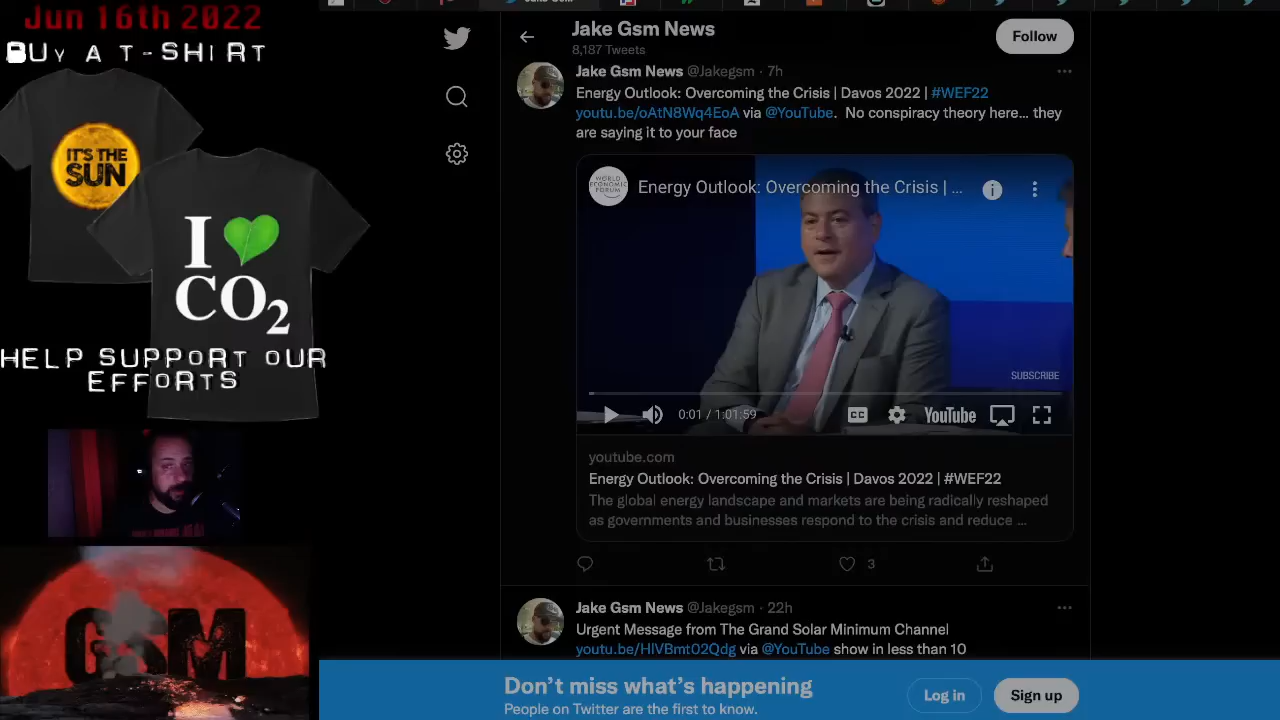 Jun 16th 2022
BUY A T-SHIRT
IT'S THE
SUN
I
CO2
HELP SUPPORT OUR
EFFORTS
GSM
Jake Gsm News
8,187 Tweets
Follow
Jake Gsm News @Jakegsm · 7h
Energy Outlook: Overcoming the Crisis | Davos 2022 | #WEF22
youtu.be/oAtN8Wq4EoA via @YouTube. No conspiracy theory here... they
are saying it to your face
WORLD
ECONOMIC
FORUM
Energy Outlook: Overcoming the Crisis | ...
SUBSCRIBE
0:01 / 1:01:59
CC
YouTube
youtube.com
Energy Outlook: Overcoming the Crisis | Davos 2022 | #WEF22
The global energy landscape and markets are being radically reshaped
as governments and businesses respond to the crisis and reduce ...
3
Jake Gsm News @Jakegsm · 22h
Urgent Message from The Grand Solar Minimum Channel
youtu.be/HlVBmt02Qdg via @YouTube show in less than 10
Don't miss what's happening
People on Twitter are the first to know.
Log in
Sign up